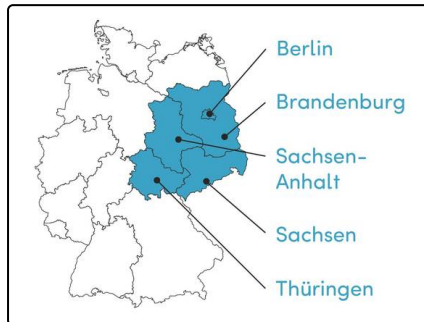 Berlin
Brandenburg
Sachsen-
Anhalt
Sachsen
Thüringen